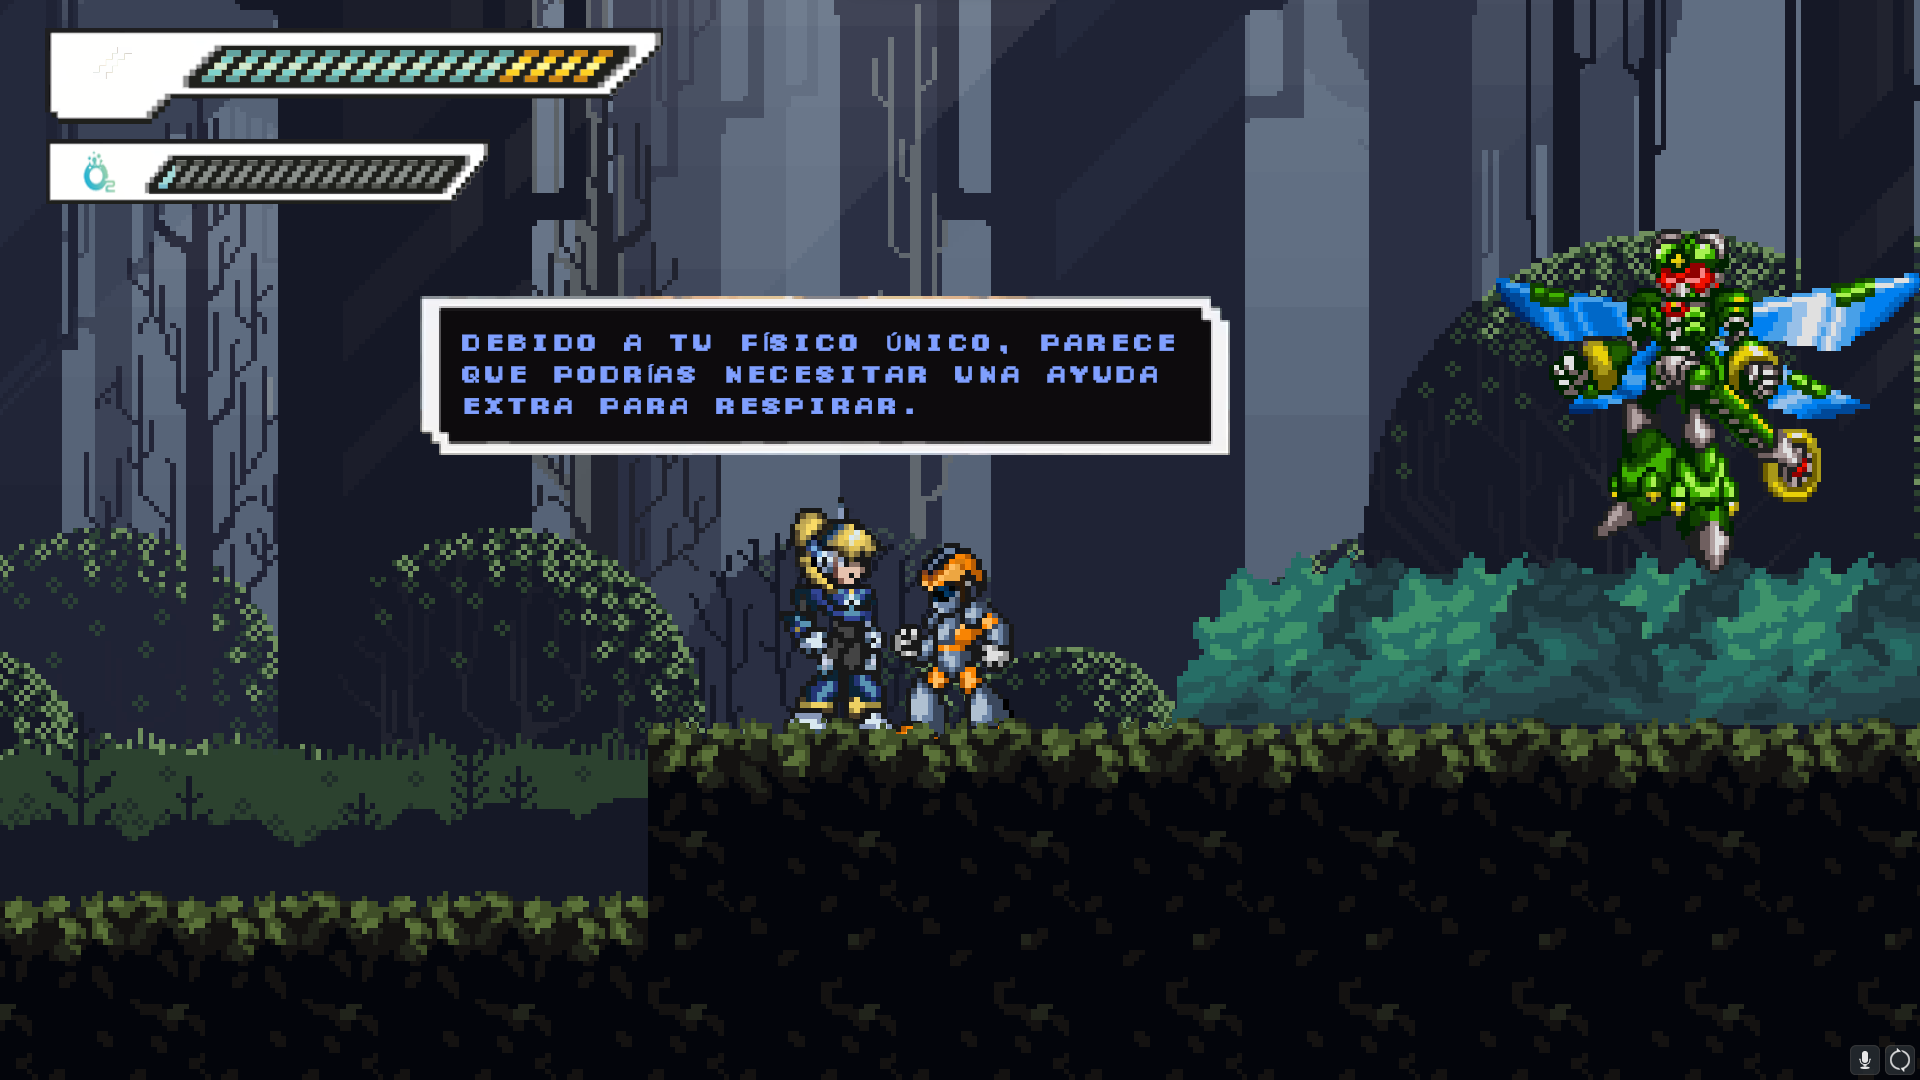 O2
DEBIDO A TU FÍSICO ÚNICO, PARECE
QUE PODRÍAS NECESITAR UNA AYUDA
EXTRA PARA RESPIRAR.